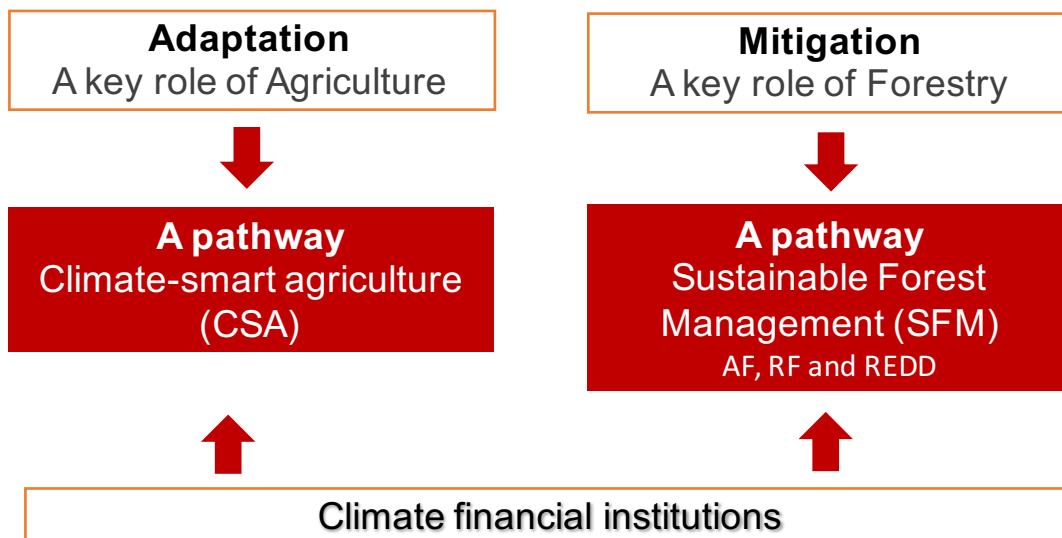 Adaptation
A key role of Agriculture
Mitigation
A key role of Forestry
A pathway
Climate-smart agriculture
(CSA)
A pathway
Sustainable Forest
Management (SFM)
AF, RF and REDD
Climate financial institutions